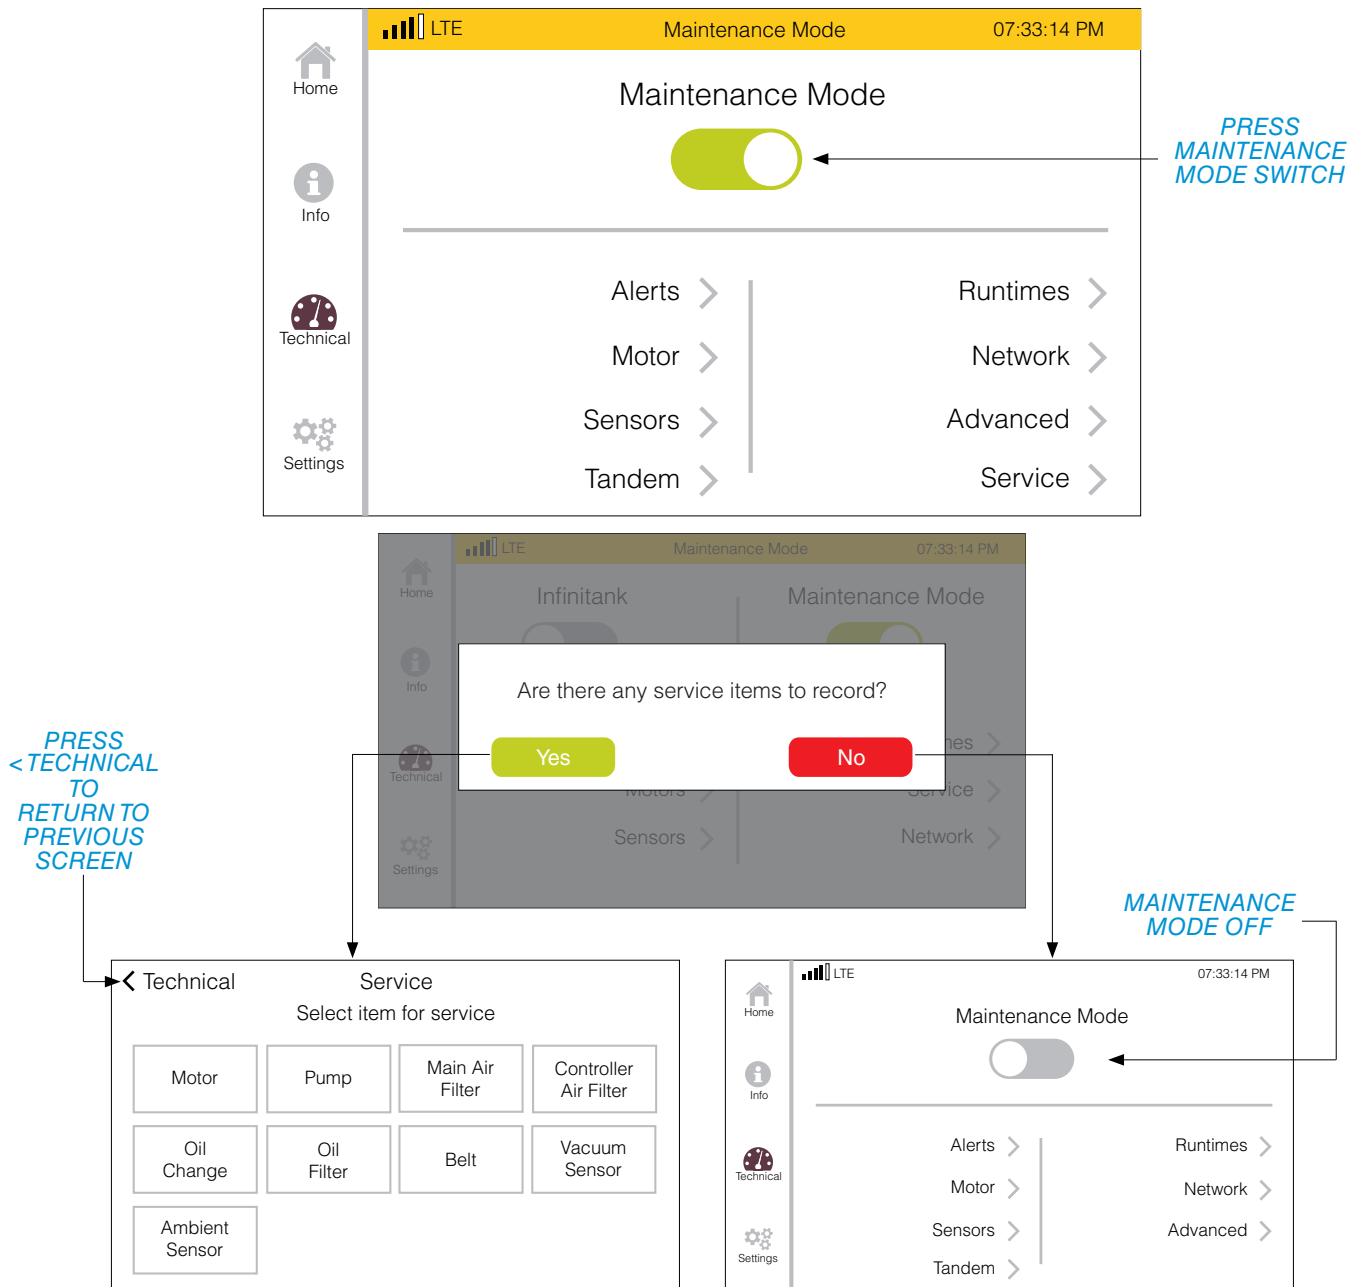 LTE Maintenance Mode 07:33:14 PM
Home
Info
Technical
Settings
Maintenance Mode
Alerts Runtimes
Motor Network
Sensors Advanced
Tandem Service
PRESS
MAINTENANCE
MODE SWITCH
LTE Maintenance Mode 07:33:14 PM
Home
Info
Technical
Settings
Infinitank Maintenance Mode
Are there any service items to record?
Yes No
nes
Motors Service
Sensors Network
PRESS
<TECHNICAL
TO
RETURN TO
PREVIOUS
SCREEN
MAINTENANCE
MODE OFF
< Technical Service
Select item for service
Motor
Pump
Main Air
Filter
Controller
Air Filter
Oil
Change
Oil
Filter
Belt
Vacuum
Sensor
Ambient
Sensor
LTE 07:33:14 PM
Home
Info
Technical
Settings
Maintenance Mode
Alerts Runtimes
Motor Network
Sensors Advanced
Tandem